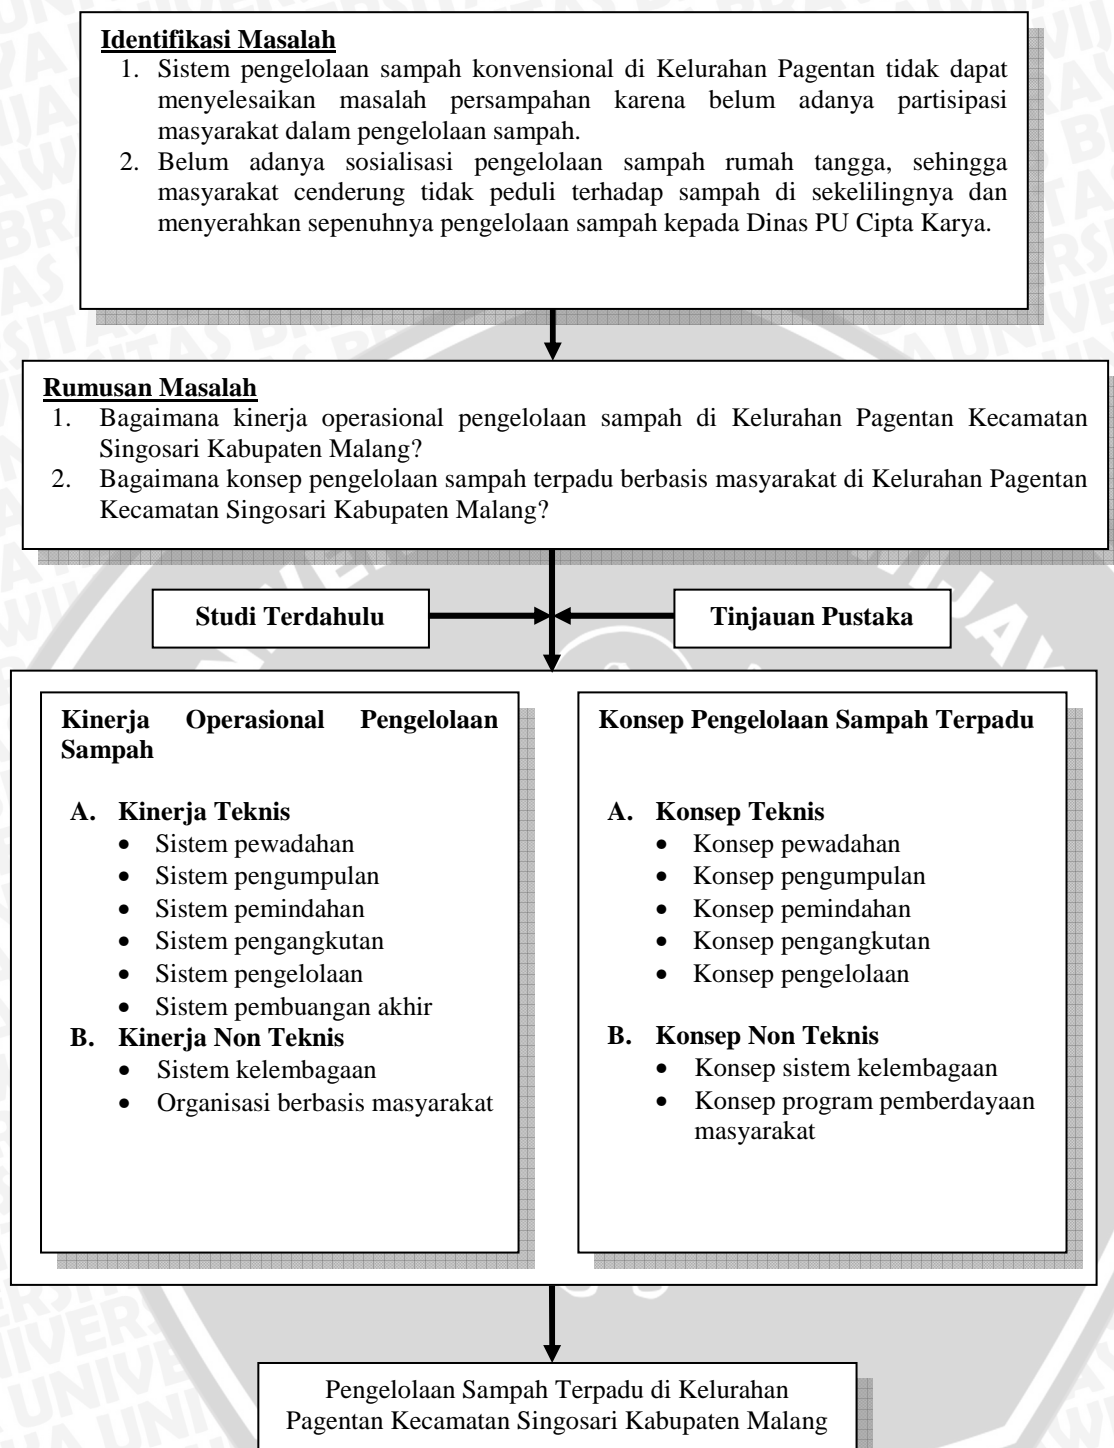 Identifikasi Masalah
1. Sistem pengelolaan sampah konvensional di Kelurahan Pagentan tidak dapat
menyelesaikan masalah persampahan karena belum adanya partisipasi
masyarakat dalam pengelolaan sampah.
2. Belum adanya sosialisasi pengelolaan sampah rumah tangga, sehingga
masyarakat cenderung tidak peduli terhadap sampah di sekelilingnya dan
menyerahkan sepenuhnya pengelolaan sampah kepada Dinas PU Cipta Karya.
Rumusan Masalah
1. Bagaimana kinerja operasional pengelolaan sampah di Kelurahan Pagentan Kecamatan
Singosari Kabupaten Malang?
2. Bagaimana konsep pengelolaan sampah terpadu berbasis masyarakat di Kelurahan Pagentan
Kecamatan Singosari Kabupaten Malang?
Studi Terdahulu
Tinjauan Pustaka
Kinerja Operasional Pengelolaan
Sampah
A. Kinerja Teknis
• Sistem pewadahan
• Sistem pengumpulan
• Sistem pemindahan
• Sistem pengangkutan
• Sistem pengelolaan
• Sistem pembuangan akhir
B. Kinerja Non Teknis
• Sistem kelembagaan
• Organisasi berbasis masyarakat
Konsep Pengelolaan Sampah Terpadu
A. Konsep Teknis
• Konsep pewadahan
• Konsep pengumpulan
• Konsep pemindahan
• Konsep pengangkutan
• Konsep pengelolaan
B. Konsep Non Teknis
• Konsep sistem kelembagaan
• Konsep program pemberdayaan
masyarakat
Pengelolaan Sampah Terpadu di Kelurahan
Pagentan Kecamatan Singosari Kabupaten Malang